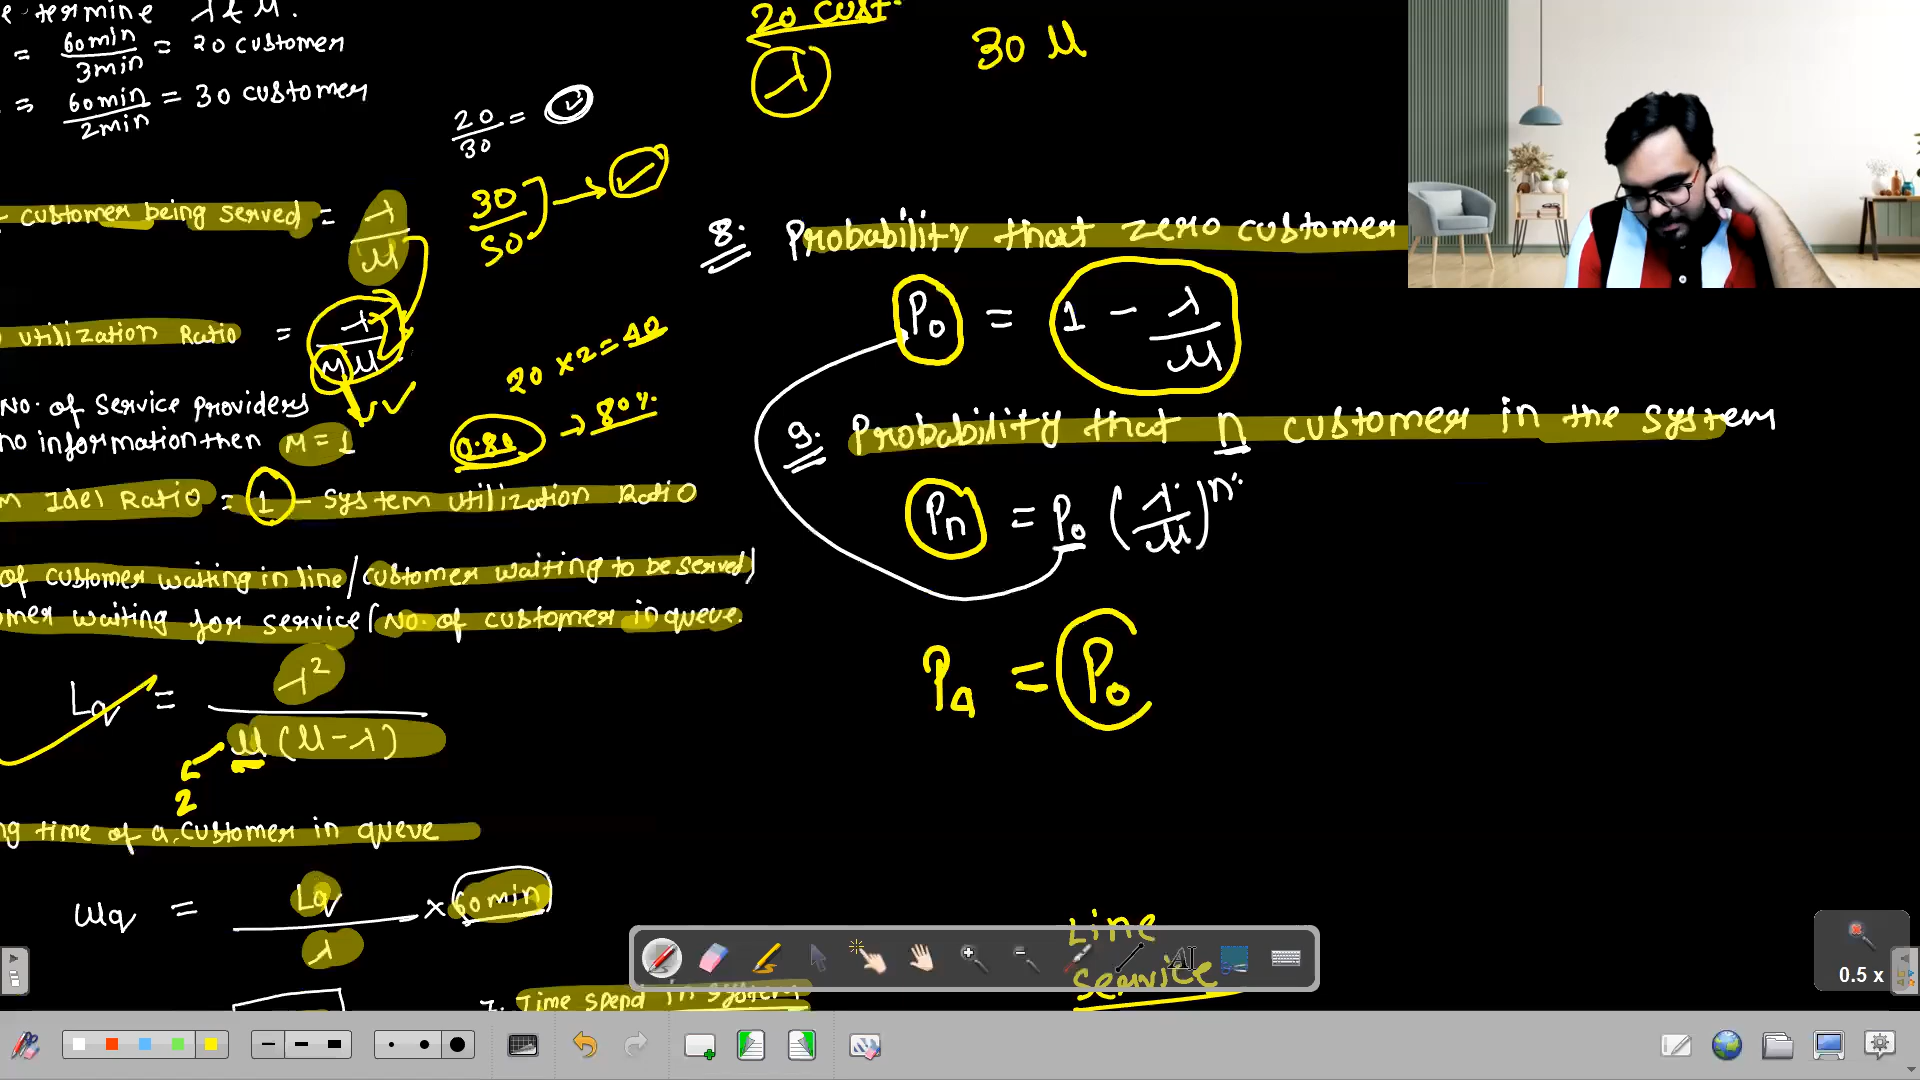 termine λ & μ.
= 60min/3min = 20 customer
= 60min/2min = 30 customer
20/30 =
30/50
customer being served = λ/μ
utilization Ratio = λ/Mμ
20 × 2 = 40
0.80 → 80%
No. of Service Providers
no information then M = 1
m Idel Ratio = 1 - System utilization Ratio
of customer waiting in line / customer waiting to be served /
omer waiting for service / No. of customer in queue.
Lq = λ²/μ(μ-λ)
2
ng time of a customer in queue
Wq = Lq/λ × 60min
7. Time Spend in System
20 cust.
λ
30 μ
8. Probability that zero customer
P₀ = 1 - λ/μ
9. Probability that n customer in the system
Pn = P₀ (λ/μ)ⁿ
P₄ = P₀
Line
Service
0.5 x